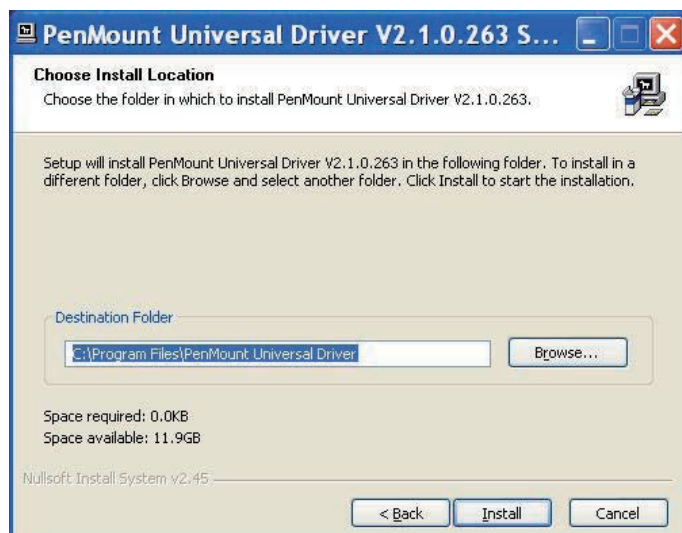 PenMount Universal Driver V2.1.0.263 S...
Choose Install Location
Choose the folder in which to install PenMount Universal Driver V2.1.0.263.
Setup will install PenMount Universal Driver V2.1.0.263 in the following folder. To install in a
different folder, click Browse and select another folder. Click Install to start the installation.
Destination Folder
C:\Program Files\PenMount Universal Driver
Browse...
Space required: 0.0KB
Space available: 11.9GB
Nullsoft Install System v2.45
< Back
Install
Cancel